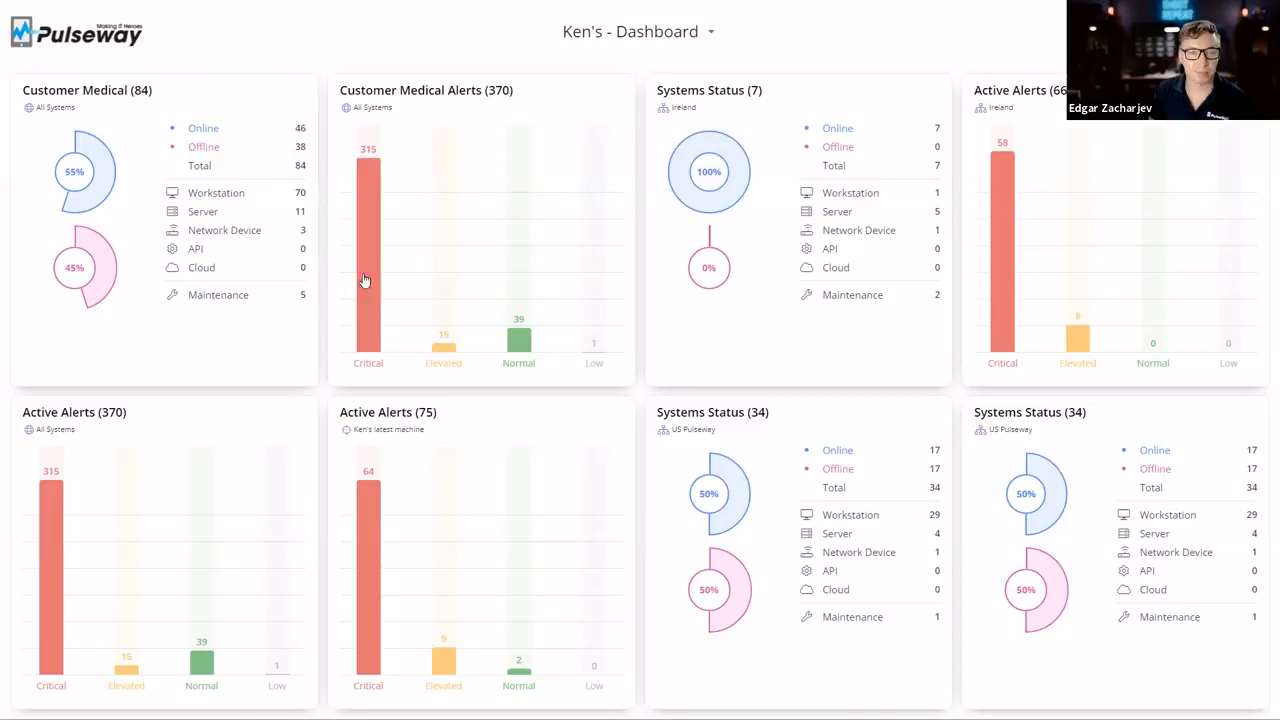 Making IT Heroes
Pulseway
Ken's - Dashboard
Edgar Zacharjev
Customer Medical (84)
All Systems
55%
45%
Online 46
Offline 38
Total 84
Workstation 70
Server 11
Network Device 3
API 0
Cloud 0
Maintenance 5
Customer Medical Alerts (370)
All Systems
315
15
39
1
Critical Elevated Normal Low
Systems Status (7)
Ireland
100%
0%
Online 7
Offline 0
Total 7
Workstation 1
Server 5
Network Device 1
API 0
Cloud 0
Maintenance 2
Active Alerts (66
Ireland
58
8
0
0
Critical Elevated Normal Low
Active Alerts (370)
All Systems
315
15
39
1
Critical Elevated Normal Low
Active Alerts (75)
Ken's latest machine
64
9
2
0
Critical Elevated Normal Low
Systems Status (34)
US Pulseway
50%
50%
Online 17
Offline 17
Total 34
Workstation 29
Server 4
Network Device 1
API 0
Cloud 0
Maintenance 1
Systems Status (34)
US Pulseway
50%
50%
Online 17
Offline 17
Total 34
Workstation 29
Server 4
Network Device 1
API 0
Cloud 0
Maintenance 1